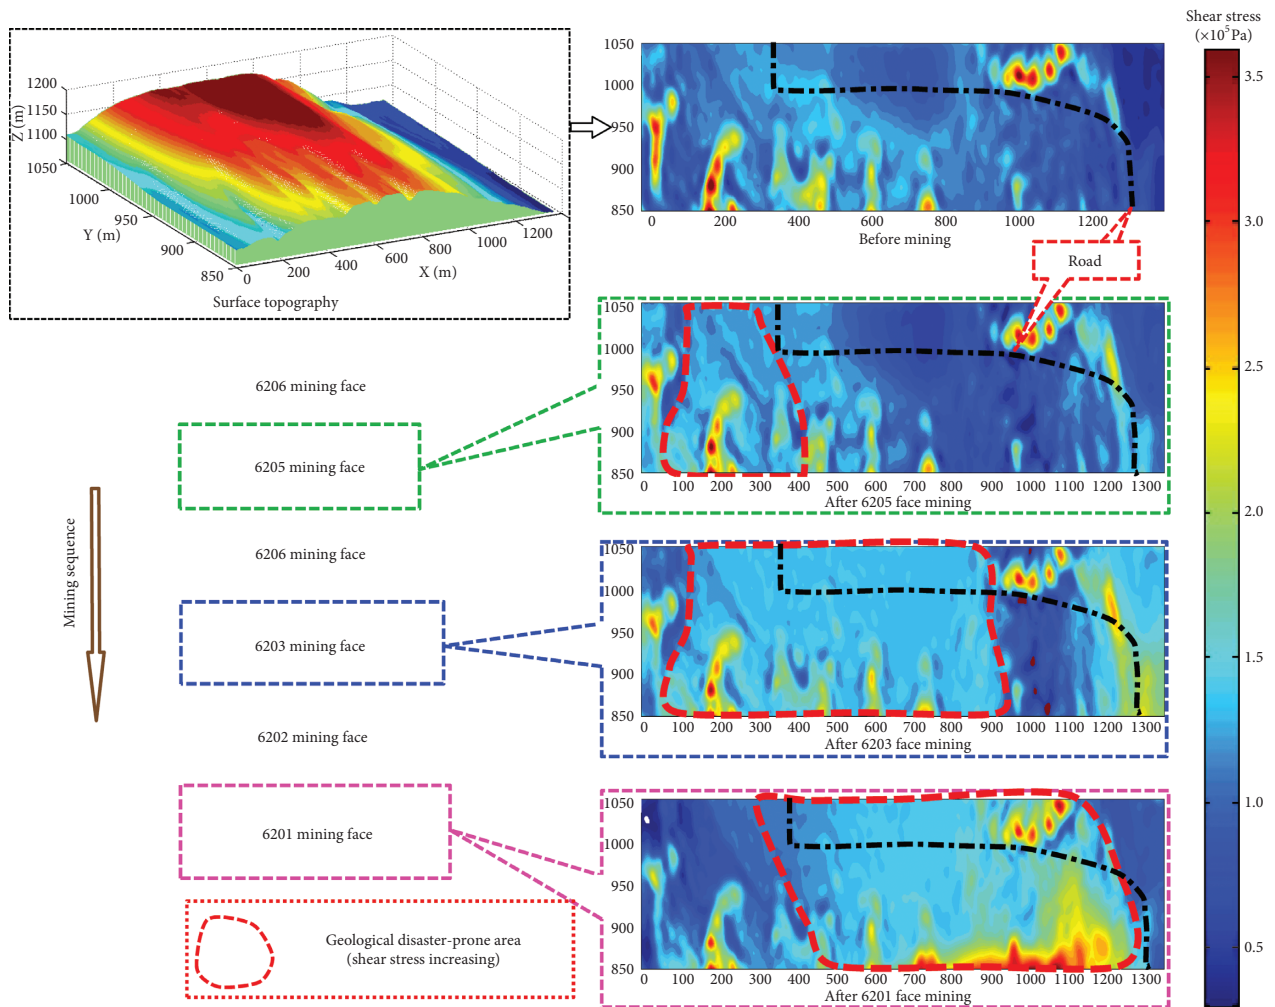 Shear stress
(×10⁵Pa)
3.5
3.0
2.5
2.0
1.5
1.0
0.5
1200
1150
1100
Z (m)
1050
1000
950
900
850
Y (m)
0
200
400
600
800
1000
1200
X (m)
Surface topography
1050
1000
950
900
850
0 200 400 600 800 1000 1200
Before mining
Road
1050
1000
950
900
850
0 100 200 300 400 500 600 700 800 900 1000 1100 1300
After 6205 face mining
1050
1000
950
900
850
0 100 200 300 400 500 600 700 800 900 1000 1100 1300
After 6203 face mining
1050
1000
950
900
850
0 100 200 300 400 500 600 700 800 900 1000 1100 1300
After 6201 face mining
Mining sequence
6206 mining face
6205 mining face
6206 mining face
6203 mining face
6202 mining face
6201 mining face
Geological disaster-prone area
(shear stress increasing)